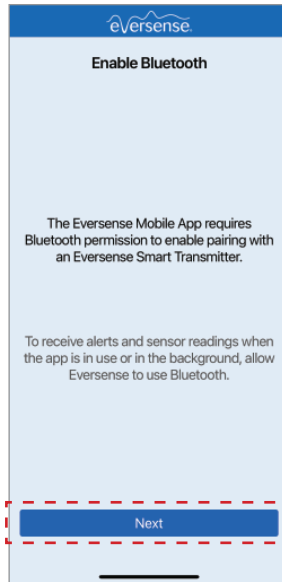 eversense.
Enable Bluetooth
The Eversense Mobile App requires
Bluetooth permission to enable pairing with
an Eversense Smart Transmitter.
To receive alerts and sensor readings when
the app is in use or in the background, allow
Eversense to use Bluetooth.
Next